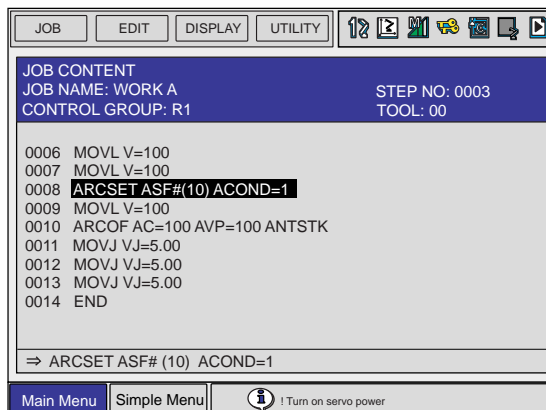 JOB EDIT DISPLAY UTILITY
JOB CONTENT
JOB NAME: WORK A STEP NO: 0003
CONTROL GROUP: R1 TOOL: 00
0006 MOVL V=100
0007 MOVL V=100
0008 ARCSET ASF#(10) ACOND=1
0009 MOVL V=100
0010 ARCOF AC=100 AVP=100 ANTSTK
0011 MOVJ VJ=5.00
0012 MOVJ VJ=5.00
0013 MOVJ VJ=5.00
0014 END
⇒ ARCSET ASF# (10) ACOND=1
Main Menu Simple Menu ! Turn on servo power